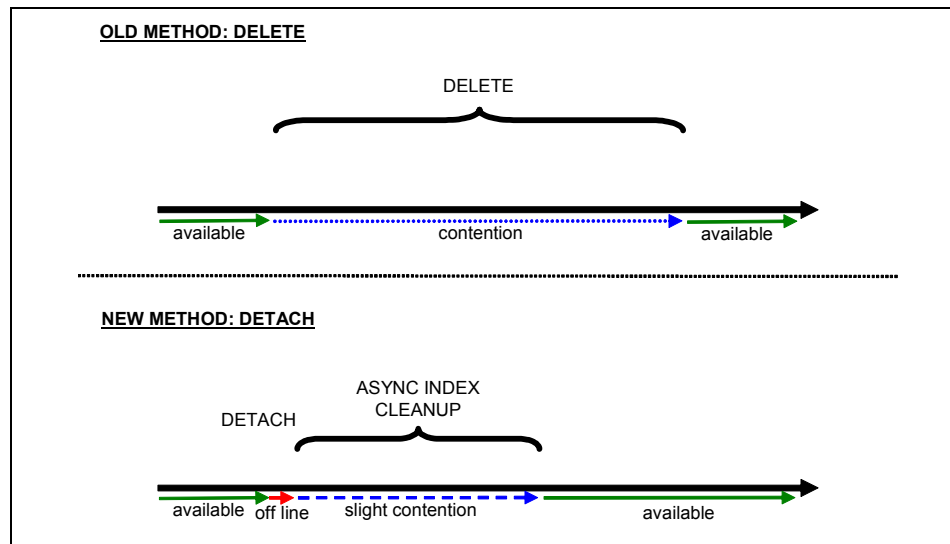 OLD METHOD: DELETE
DELETE
available
contention
available
NEW METHOD: DETACH
ASYNC INDEX
CLEANUP
DETACH
available
off line
slight contention
available